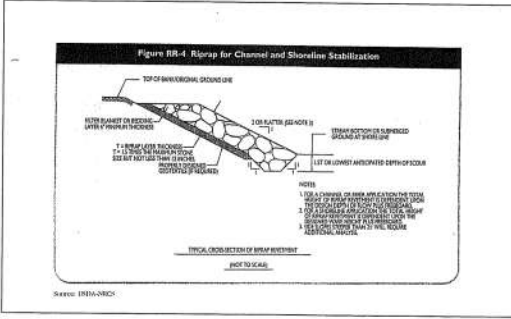 Figure RR-4 Riprap for Channel and Shoreline Stabilization
TOP OF BANK/ORIGINAL GROUND LINE
FILTER BLANKET OR BEDDING
LAYER 6" MINIMUM THICKNESS
2 OR FLATTER (SEE NOTE 3)
1
STREAM BOTTOM OR SUBMERGED
GROUND AT SHORE LINE
T = RIPRAP LAYER THICKNESS
T = 1.5 TIMES THE MAXIMUM STONE
SIZE BUT NOT LESS THAN 12 INCHES
PROPERLY DESIGNED
GEOTEXTILE (IF REQUIRED)
1.5T OR LOWEST ANTICIPATED DEPTH OF SCOUR
NOTES
1. FOR A CHANNEL OR RIVER APPLICATION THE TOTAL
HEIGHT OF RIPRAP REVETMENT IS DEPENDENT UPON
THE DESIGN DEPTH OF FLOW PLUS FREEBOARD.
2. FOR A SHORELINE APPLICATION THE TOTAL HEIGHT
OF RIPRAP REVETMENT IS DEPENDENT UPON THE
DESIGNED WAVE HEIGHT PLUS FREEBOARD.
3. SIDE SLOPES STEEPER THAN 2:1 WILL REQUIRE
ADDITIONAL ANALYSIS.
TYPICAL CROSS-SECTION OF RIPRAP REVETMENT
(NOT TO SCALE)
Source: USDA-NRCS